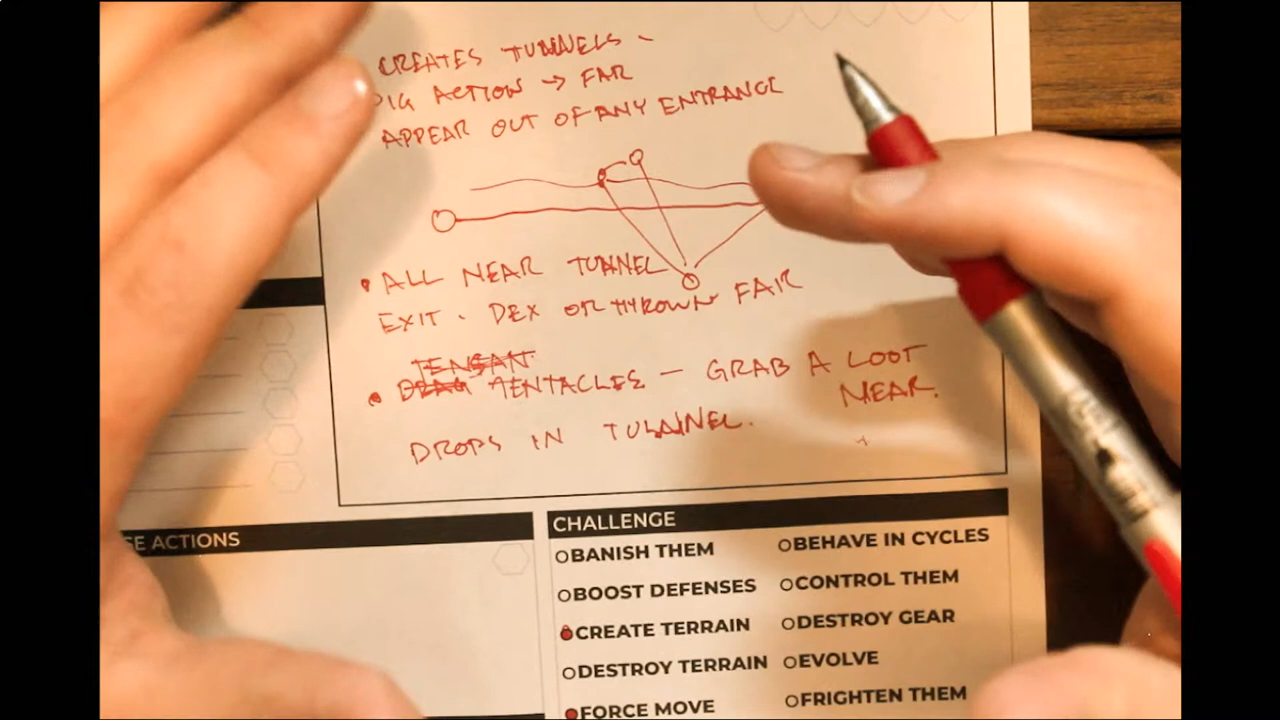 CREATES TUNNELS -
DIG ACTION → FAR
APPEAR OUT OF ANY ENTRANCE
• ALL NEAR TUNNEL
EXIT. DEX OR THROWN FAR
• TENTACLES - GRAB A LOOT
NEAR.
DROPS IN TUNNEL.
SE ACTIONS
CHALLENGE
BANISH THEM
BOOST DEFENSES
CREATE TERRAIN
DESTROY TERRAIN
FORCE MOVE
BEHAVE IN CYCLES
CONTROL THEM
DESTROY GEAR
EVOLVE
FRIGHTEN THEM